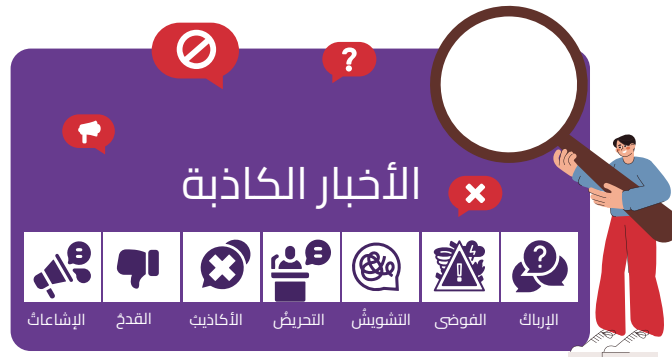 الأخبار الكاذبة
الإرباكُ
الفوضى
التشويشُ
التحريضُ
الأكاذيبُ
القدحُ
الإشاعاتُ